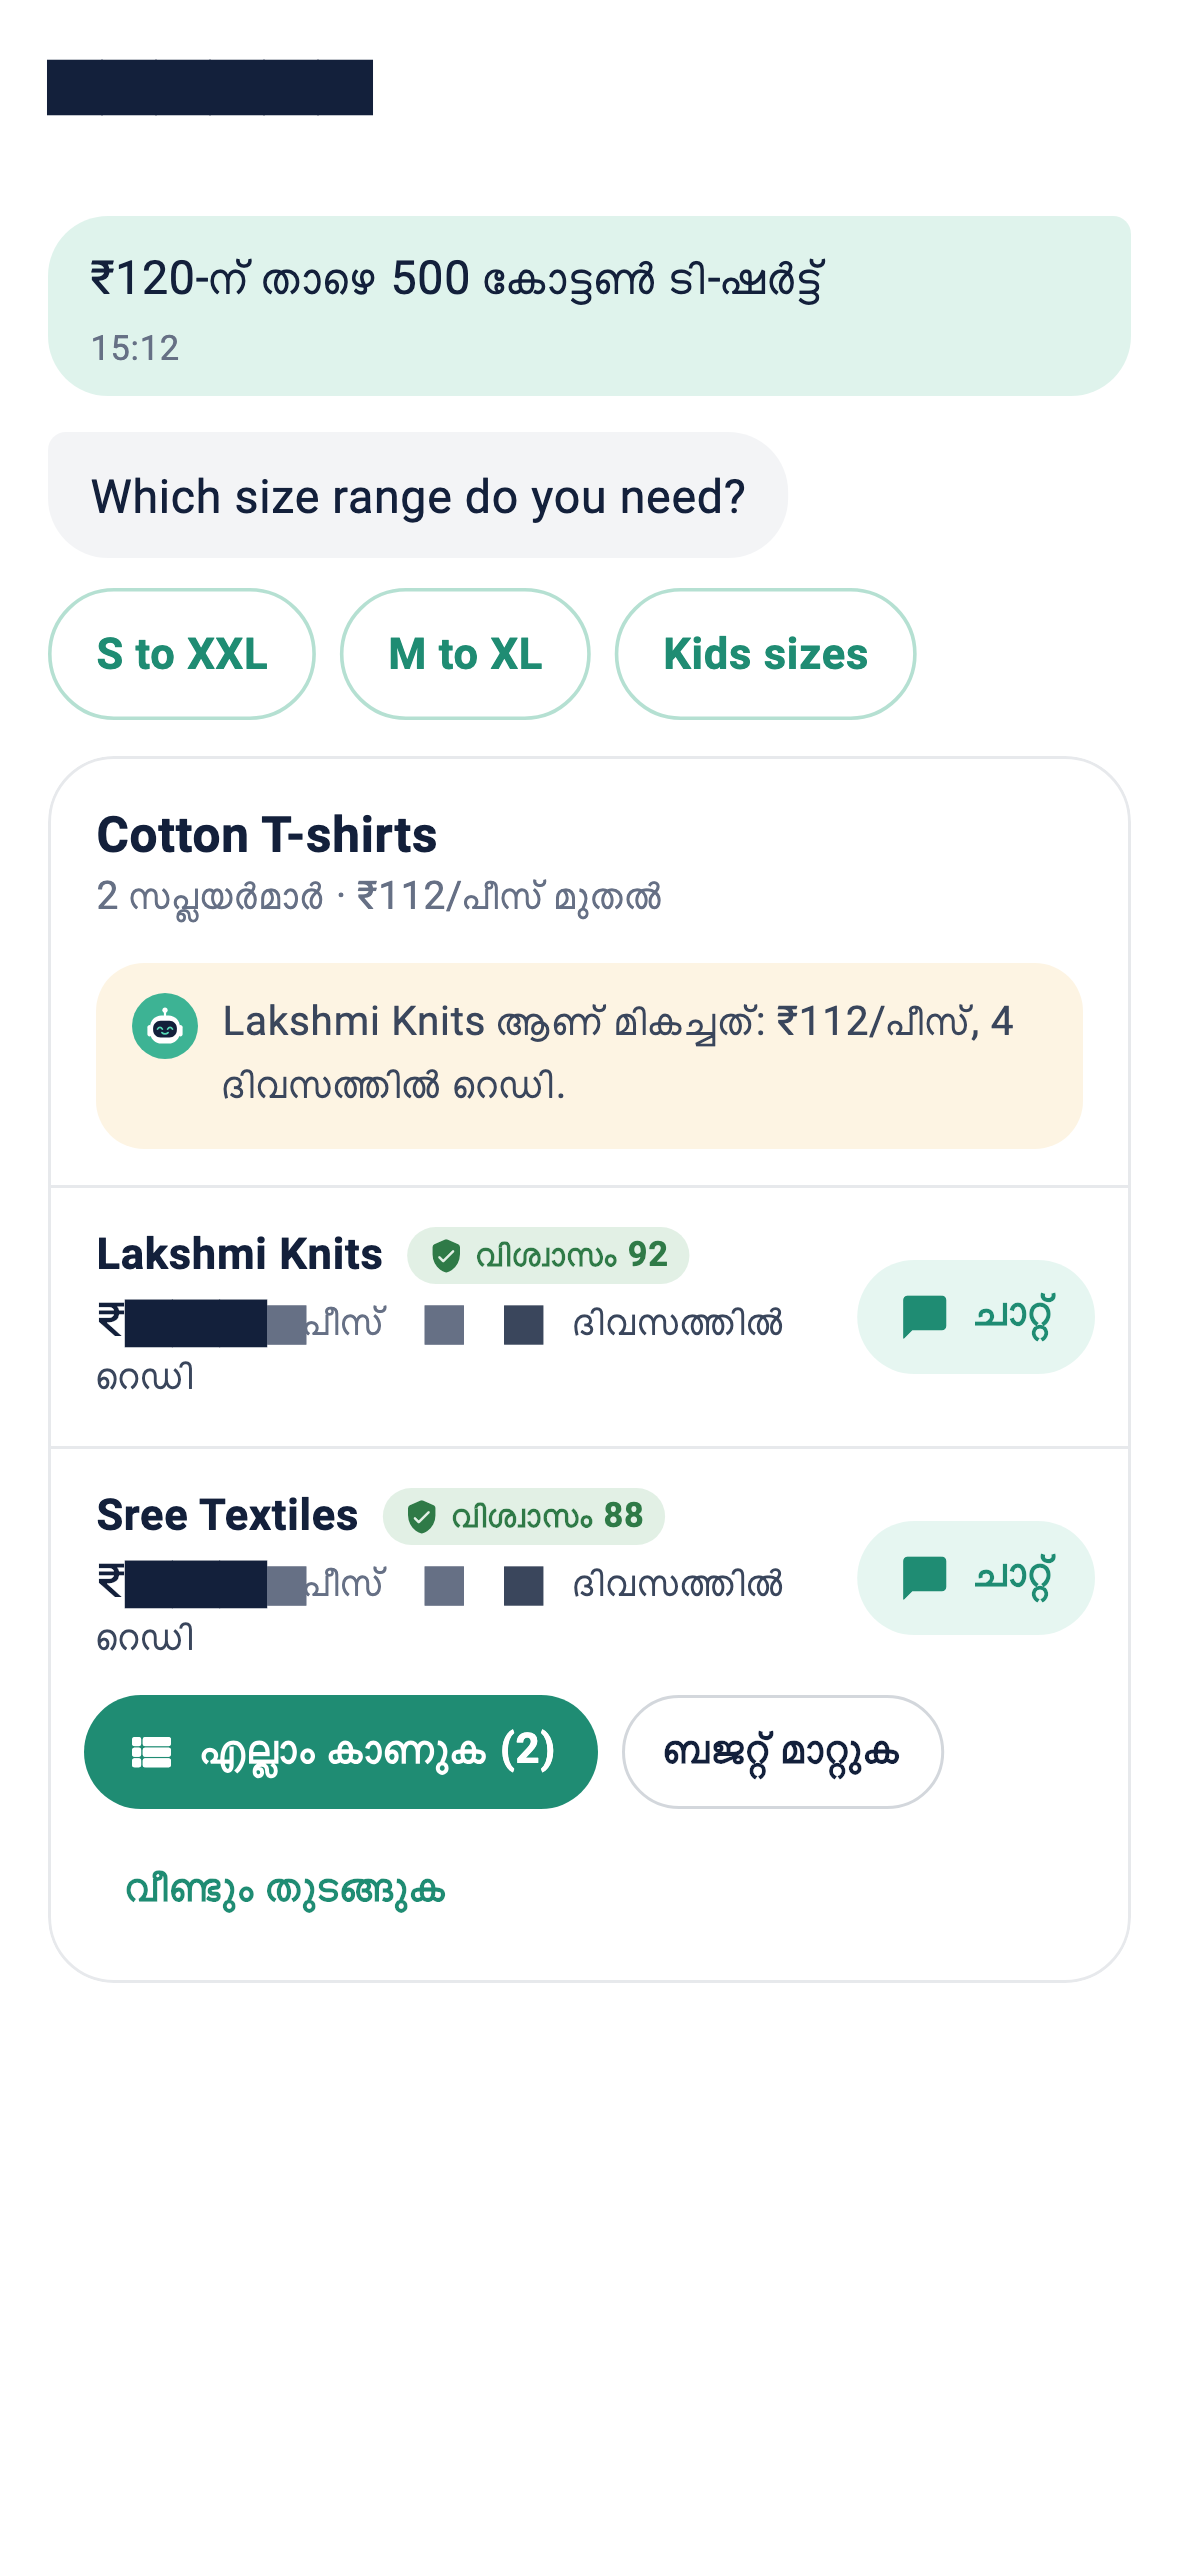 ₹120-ന് താഴെ 500 കോട്ടൺ ടി-ഷർട്ട്
15:12
Which size range do you need?
S to XXL
M to XL
Kids sizes
Cotton T-shirts
2 സപ്ലയർമാർ · ₹112/പീസ് മുതൽ
Lakshmi Knits ആണ് മികച്ചത്: ₹112/പീസ്, 4
ദിവസത്തിൽ റെഡി.
Lakshmi Knits
വിശ്വാസം 92
₹ പീസ് ദിവസത്തിൽ
റെഡി
ചാറ്റ്
Sree Textiles
വിശ്വാസം 88
₹ പീസ് ദിവസത്തിൽ
റെഡി
ചാറ്റ്
എല്ലാം കാണുക (2)
ബജറ്റ് മാറ്റുക
വീണ്ടും തുടങ്ങുക